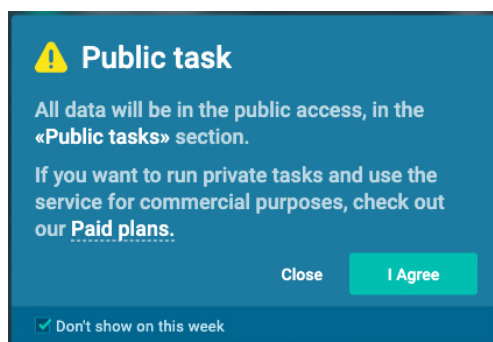 Public task
All data will be in the public access, in the
«Public tasks» section.
If you want to run private tasks and use the
service for commercial purposes, check out
our Paid plans.
Close
I Agree
Don't show on this week